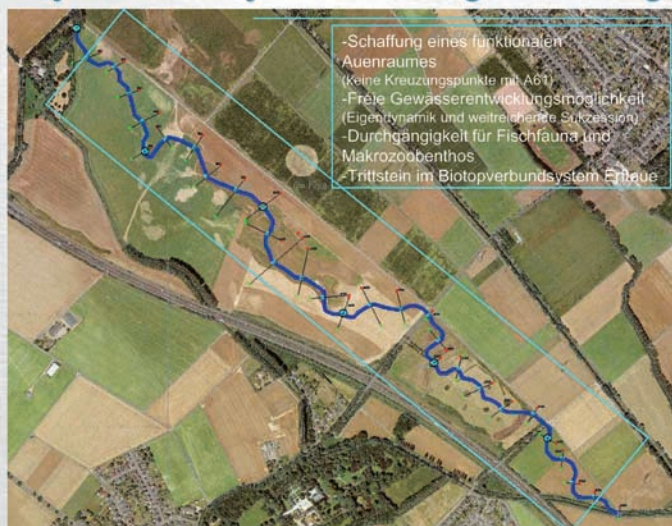 -Schaffung eines funktionalen
Auenraumes
(keine Kreuzungspunkte mit A61)
-Freie Gewässerentwicklungsmöglichkeit
(Eigendynamik und weitreichende Sukzession)
-Durchgängigkeit für Fischfauna und
Makrozoobenthos
-Trittstein im Biotopverbundsystem Erftaue